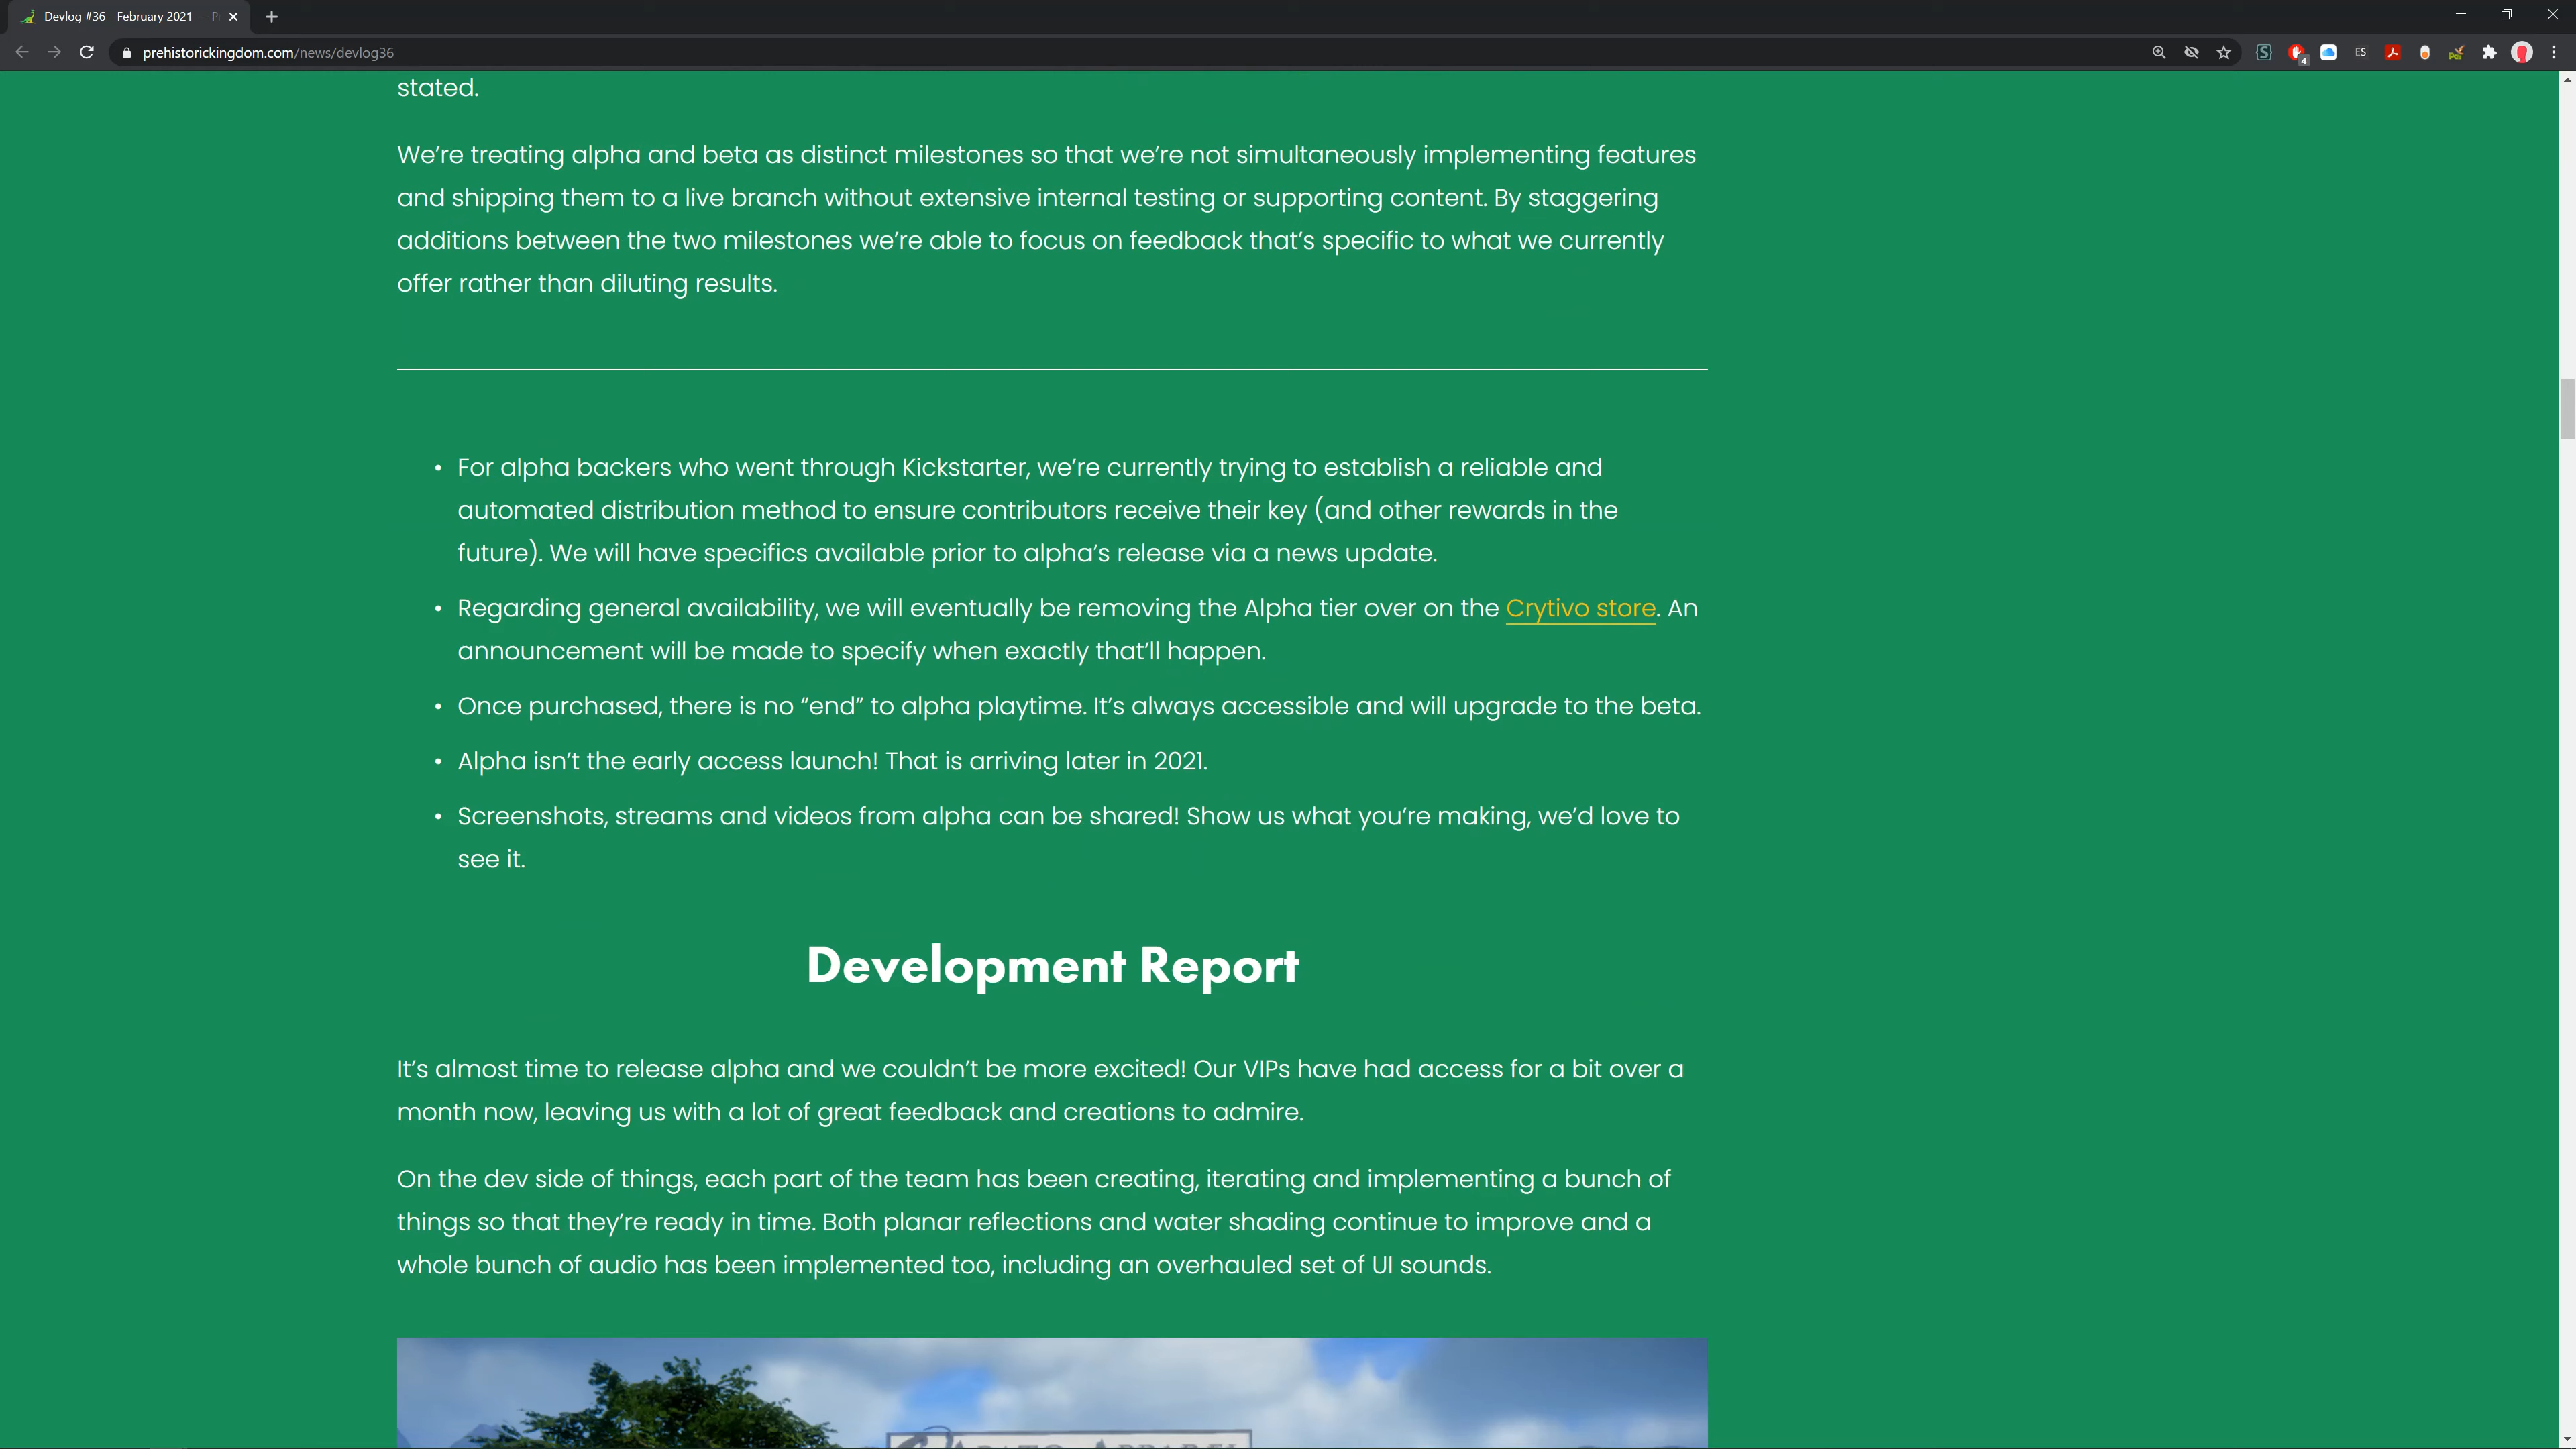 Devlog #36 - February 2021 —
prehistorickingdom.com/news/devlog36
4
ES
stated.
We’re treating alpha and beta as distinct milestones so that we’re not simultaneously implementing features
and shipping them to a live branch without extensive internal testing or supporting content. By staggering
additions between the two milestones we’re able to focus on feedback that’s specific to what we currently
offer rather than diluting results.
• For alpha backers who went through Kickstarter, we’re currently trying to establish a reliable and
automated distribution method to ensure contributors receive their key (and other rewards in the
future). We will have specifics available prior to alpha’s release via a news update.
• Regarding general availability, we will eventually be removing the Alpha tier over on the Crytivo store. An
announcement will be made to specify when exactly that’ll happen.
• Once purchased, there is no “end” to alpha playtime. It’s always accessible and will upgrade to the beta.
• Alpha isn’t the early access launch! That is arriving later in 2021.
• Screenshots, streams and videos from alpha can be shared! Show us what you’re making, we’d love to
see it.
Development Report
It’s almost time to release alpha and we couldn’t be more excited! Our VIPs have had access for a bit over a
month now, leaving us with a lot of great feedback and creations to admire.
On the dev side of things, each part of the team has been creating, iterating and implementing a bunch of
things so that they’re ready in time. Both planar reflections and water shading continue to improve and a
whole bunch of audio has been implemented too, including an overhauled set of UI sounds.